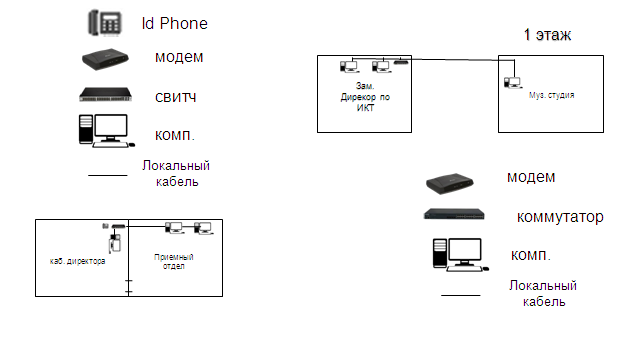 Id Phone
модем
свитч
комп.
Локальный
кабель
каб. директора
Приемный
отдел
1 этаж
Зам.
Дирекор по
ИКТ
Муз. студия
модем
коммутатор
комп.
Локальный
кабель